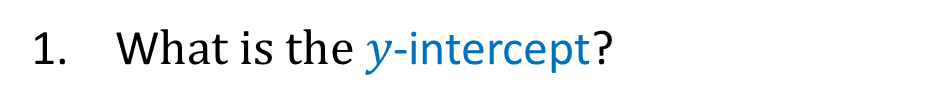 1. What is the y-intercept?